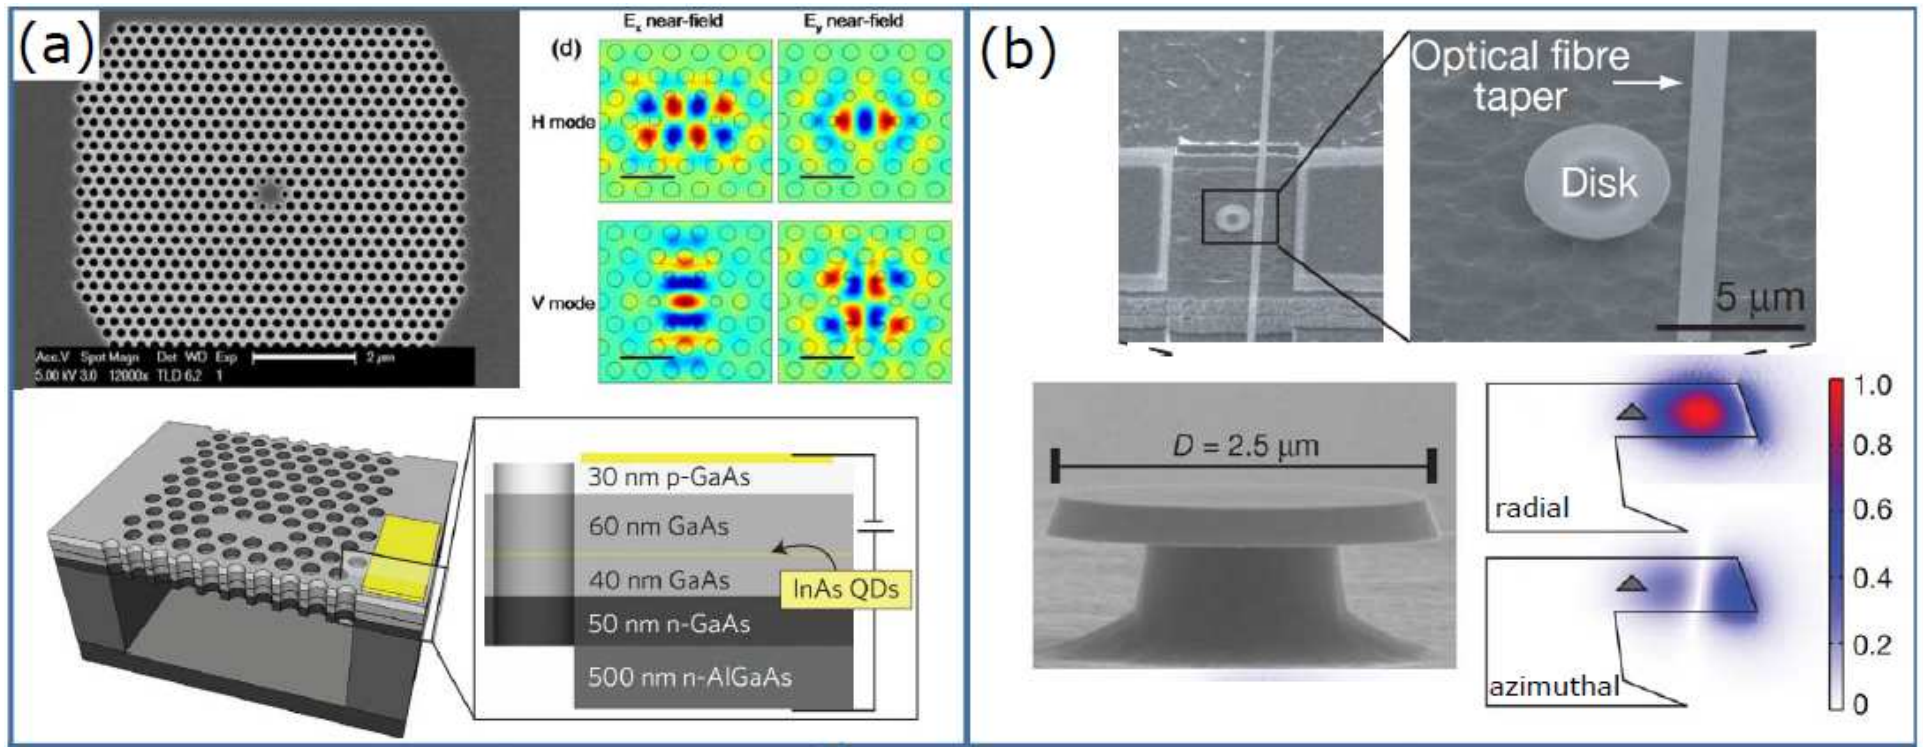 (a)
Acc.V Spot Magn Det WD Exp
5.00 kV 3.0 12000x TLD 6.2 1
2 μm
Ex near-field
Ey near-field
(d)
H mode
V mode
30 nm p-GaAs
60 nm GaAs
InAs QDs
40 nm GaAs
50 nm n-GaAs
500 nm n-AlGaAs
(b)
Optical fibre
taper
Disk
5 μm
D = 2.5 μm
radial
azimuthal
1.0
0.8
0.6
0.4
0.2
0